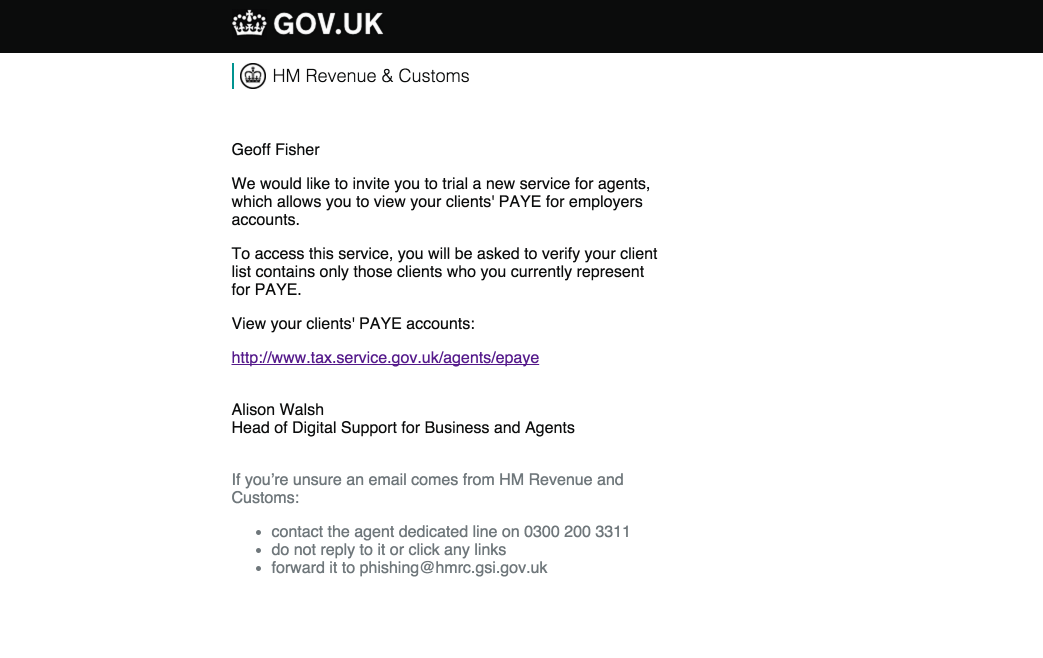 GOV.UK
HM Revenue & Customs
Geoff Fisher
We would like to invite you to trial a new service for agents,
which allows you to view your clients' PAYE for employers
accounts.
To access this service, you will be asked to verify your client
list contains only those clients who you currently represent
for PAYE.
View your clients' PAYE accounts:
http://www.tax.service.gov.uk/agents/epaye
Alison Walsh
Head of Digital Support for Business and Agents
If you’re unsure an email comes from HM Revenue and
Customs:
• contact the agent dedicated line on 0300 200 3311
• do not reply to it or click any links
• forward it to phishing@hmrc.gsi.gov.uk